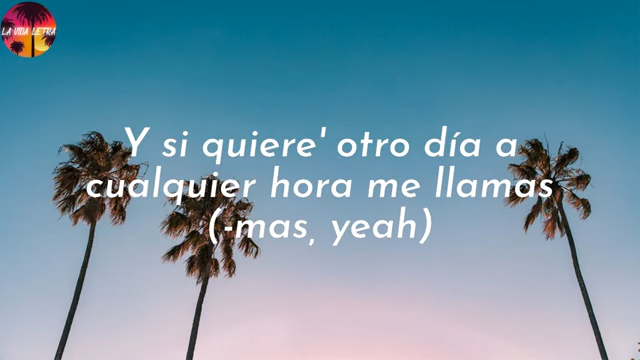 LA VIDA LETRA
Y si quiere' otro día a
cualquier hora me llamas
(-mas, yeah)